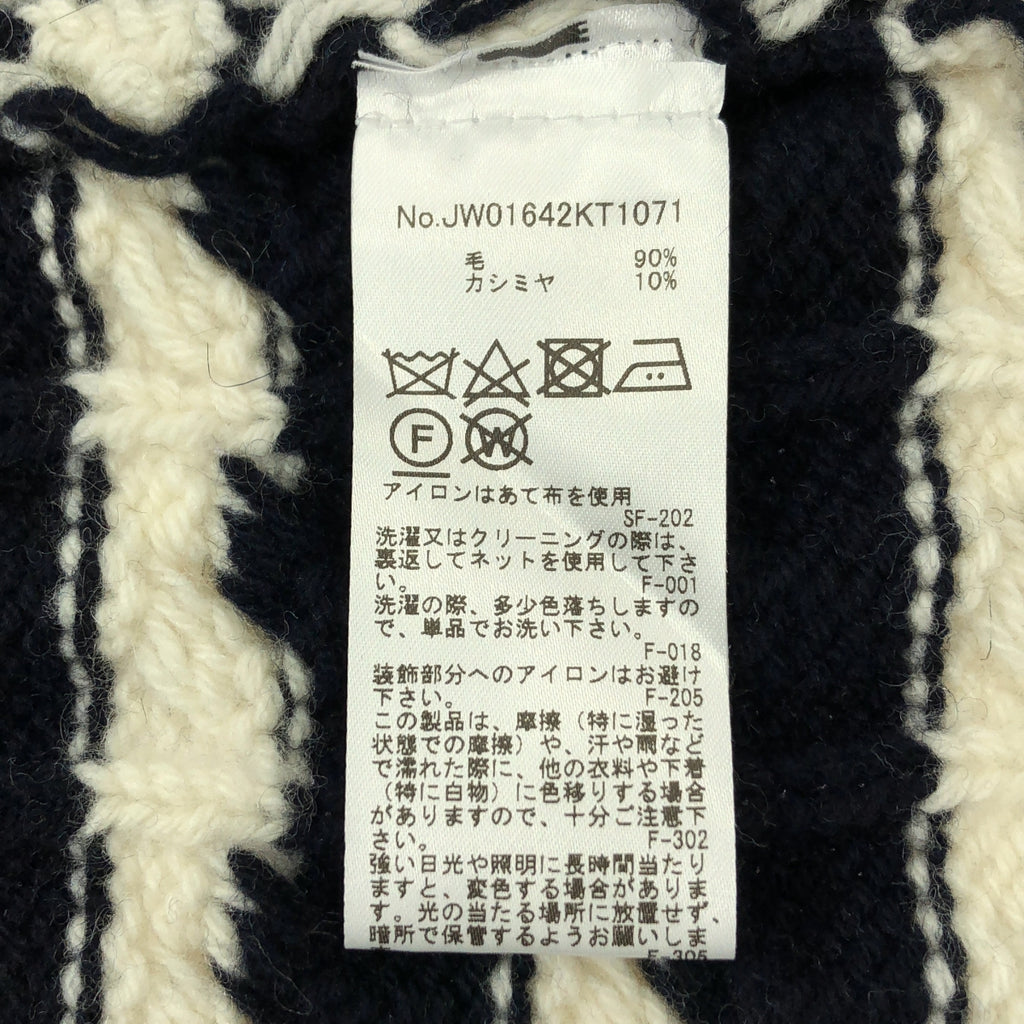 No.JW01642KT1071
毛 90%
カシミヤ 10%
F W
アイロンはあて布を使用
SF-202
洗濯又はクリーニングの際は、
裏返してネットを使用して下さ
い。 F-001
洗濯の際、多少色落ちしますの
で、単品でお洗い下さい。
F-018
装飾部分へのアイロンはお避け
下さい。 F-205
この製品は、摩擦（特に湿った
状態での摩擦）や、汗や雨など
で濡れた際に、他の衣料や下着
（特に白物）に色移りする場合
がありますので、十分ご注意下
さい。 F-302
強い日光や照明に長時間当たり
ますと、変色する場合がありま
す。光の当たる場所に放置せず、
暗所で保管するようお願いしま
F-305